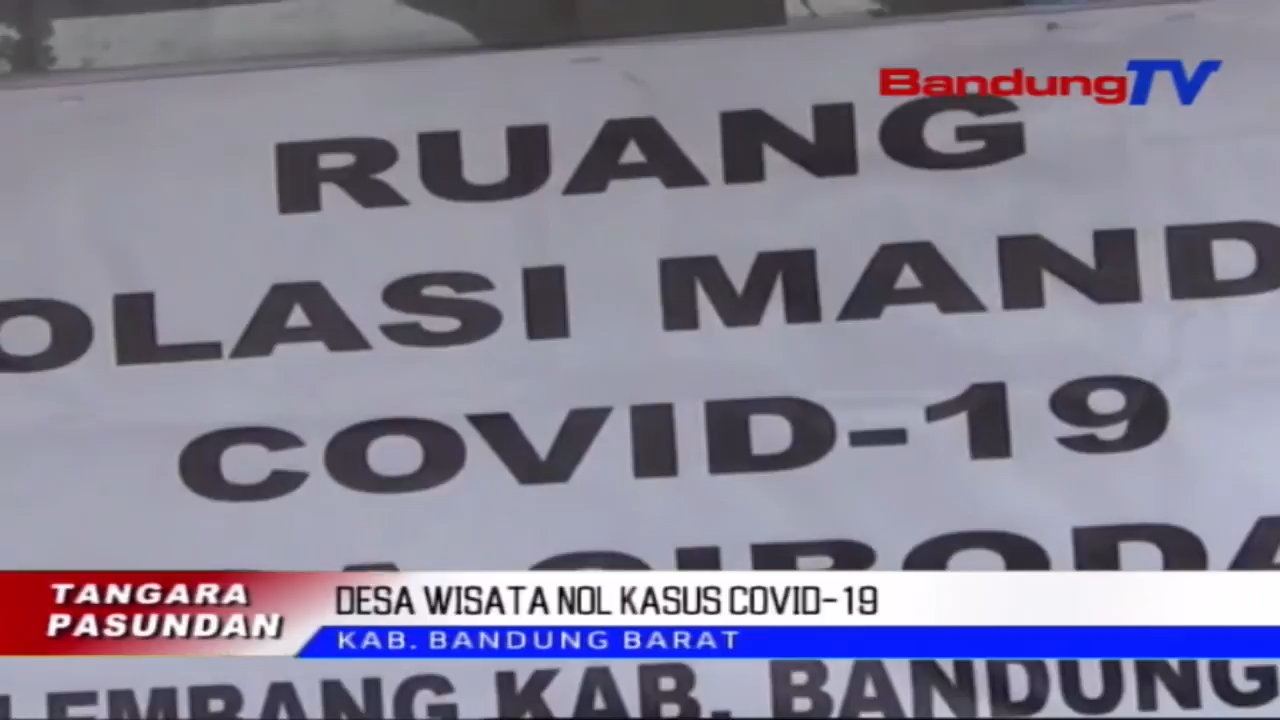 BandungTV
RUANG
OLASI MAND
COVID-19
CIBODA
TANGARA
PASUNDAN
DESA WISATA NOL KASUS COVID-19
KAB. BANDUNG BARAT
LEMBANG KAB. BANDUNG